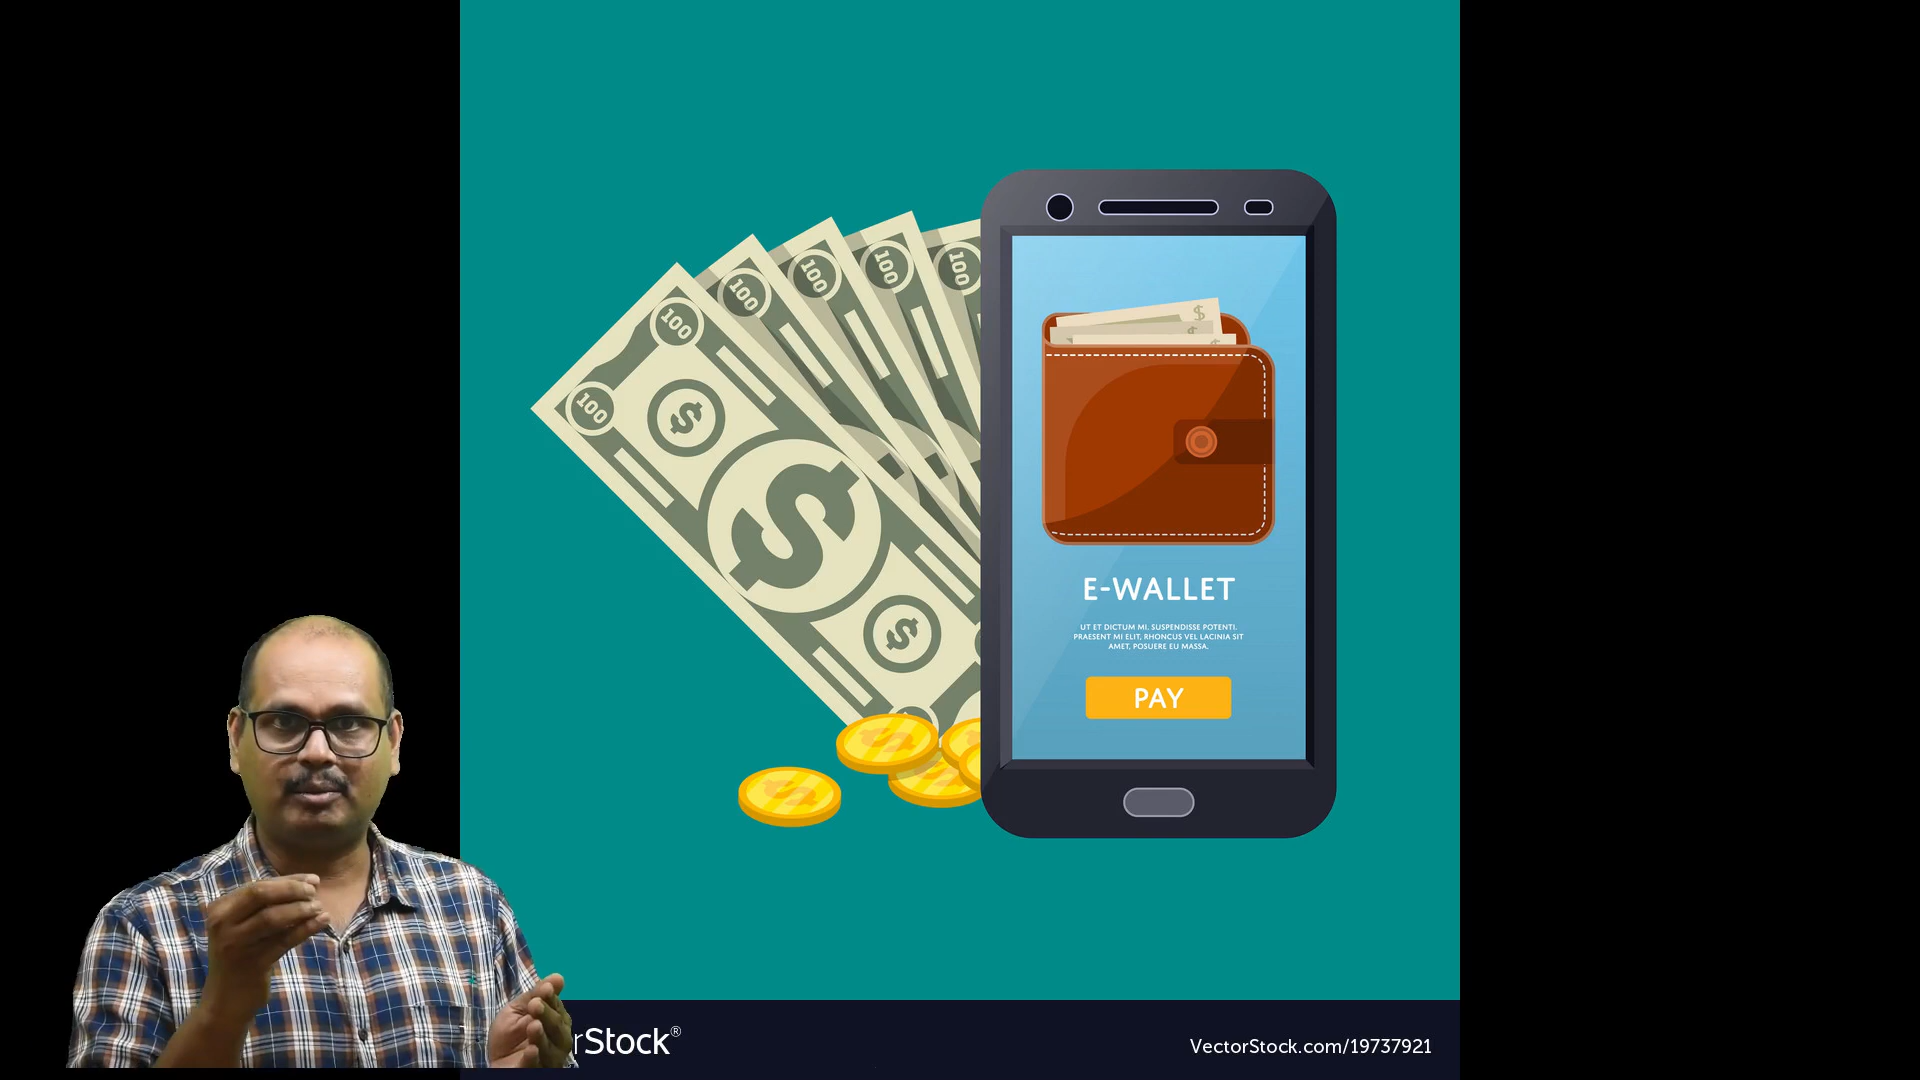 100
100
100
100
100
100
$
$
$
$
$
$
E-WALLET
UT ET DICTUM MI. SUSPENDISSE POTENTI.
PRAESENT MI ELIT, RHONCUS VEL LACINIA SIT
AMET, POSUERE EU MASSA.
PAY
rStock®
VectorStock.com/19737921